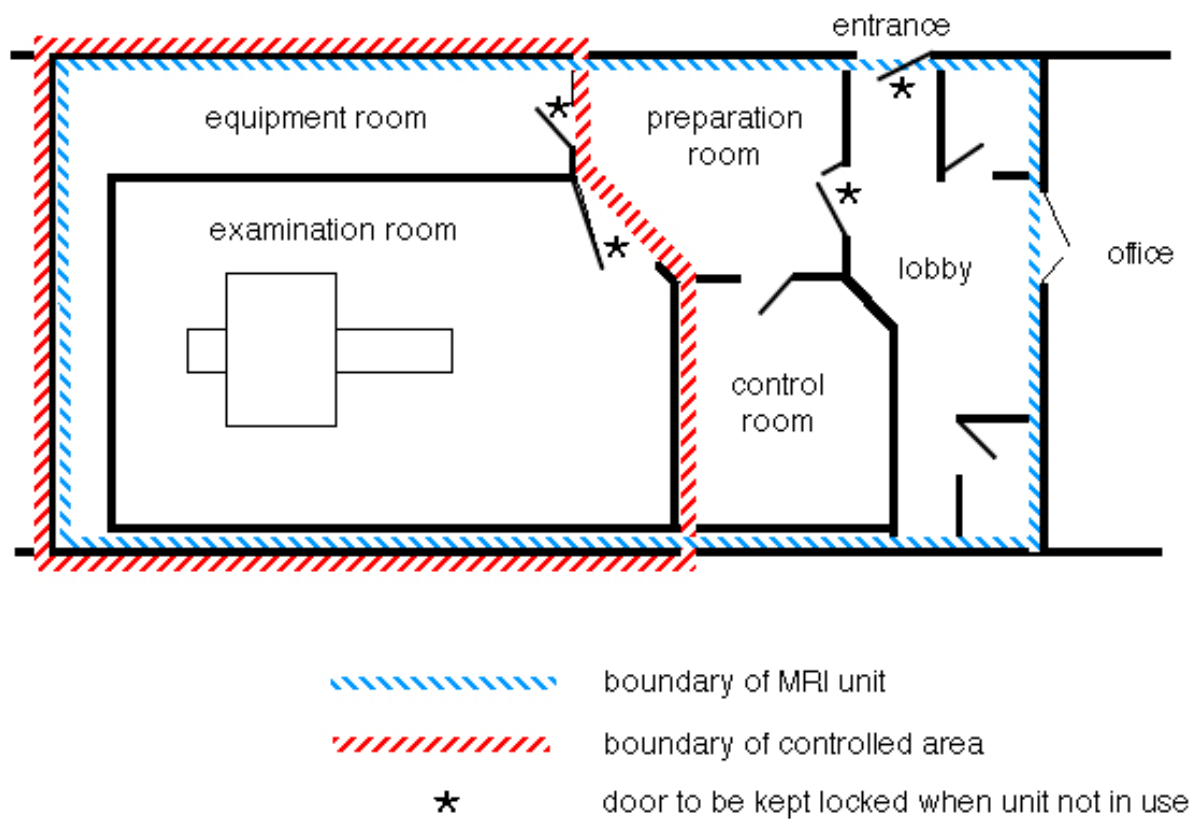 entrance
equipment room
preparation
room
examination room
lobby
office
control
room
boundary of MRI unit
boundary of controlled area
* door to be kept locked when unit not in use